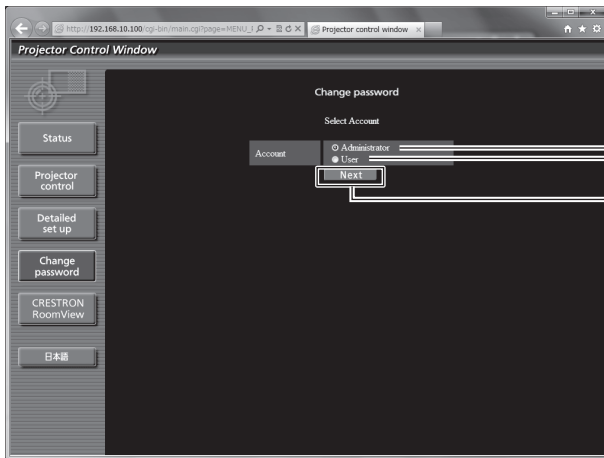 http://192.168.10.100/cgi-bin/main.cgi?page=MENU_
Projector control window
Projector Control Window
Change password
Select Account
Account
Administrator
User
Next
Status
Projector
control
Detailed
set up
Change
password
CRESTRON
RoomView
日本語